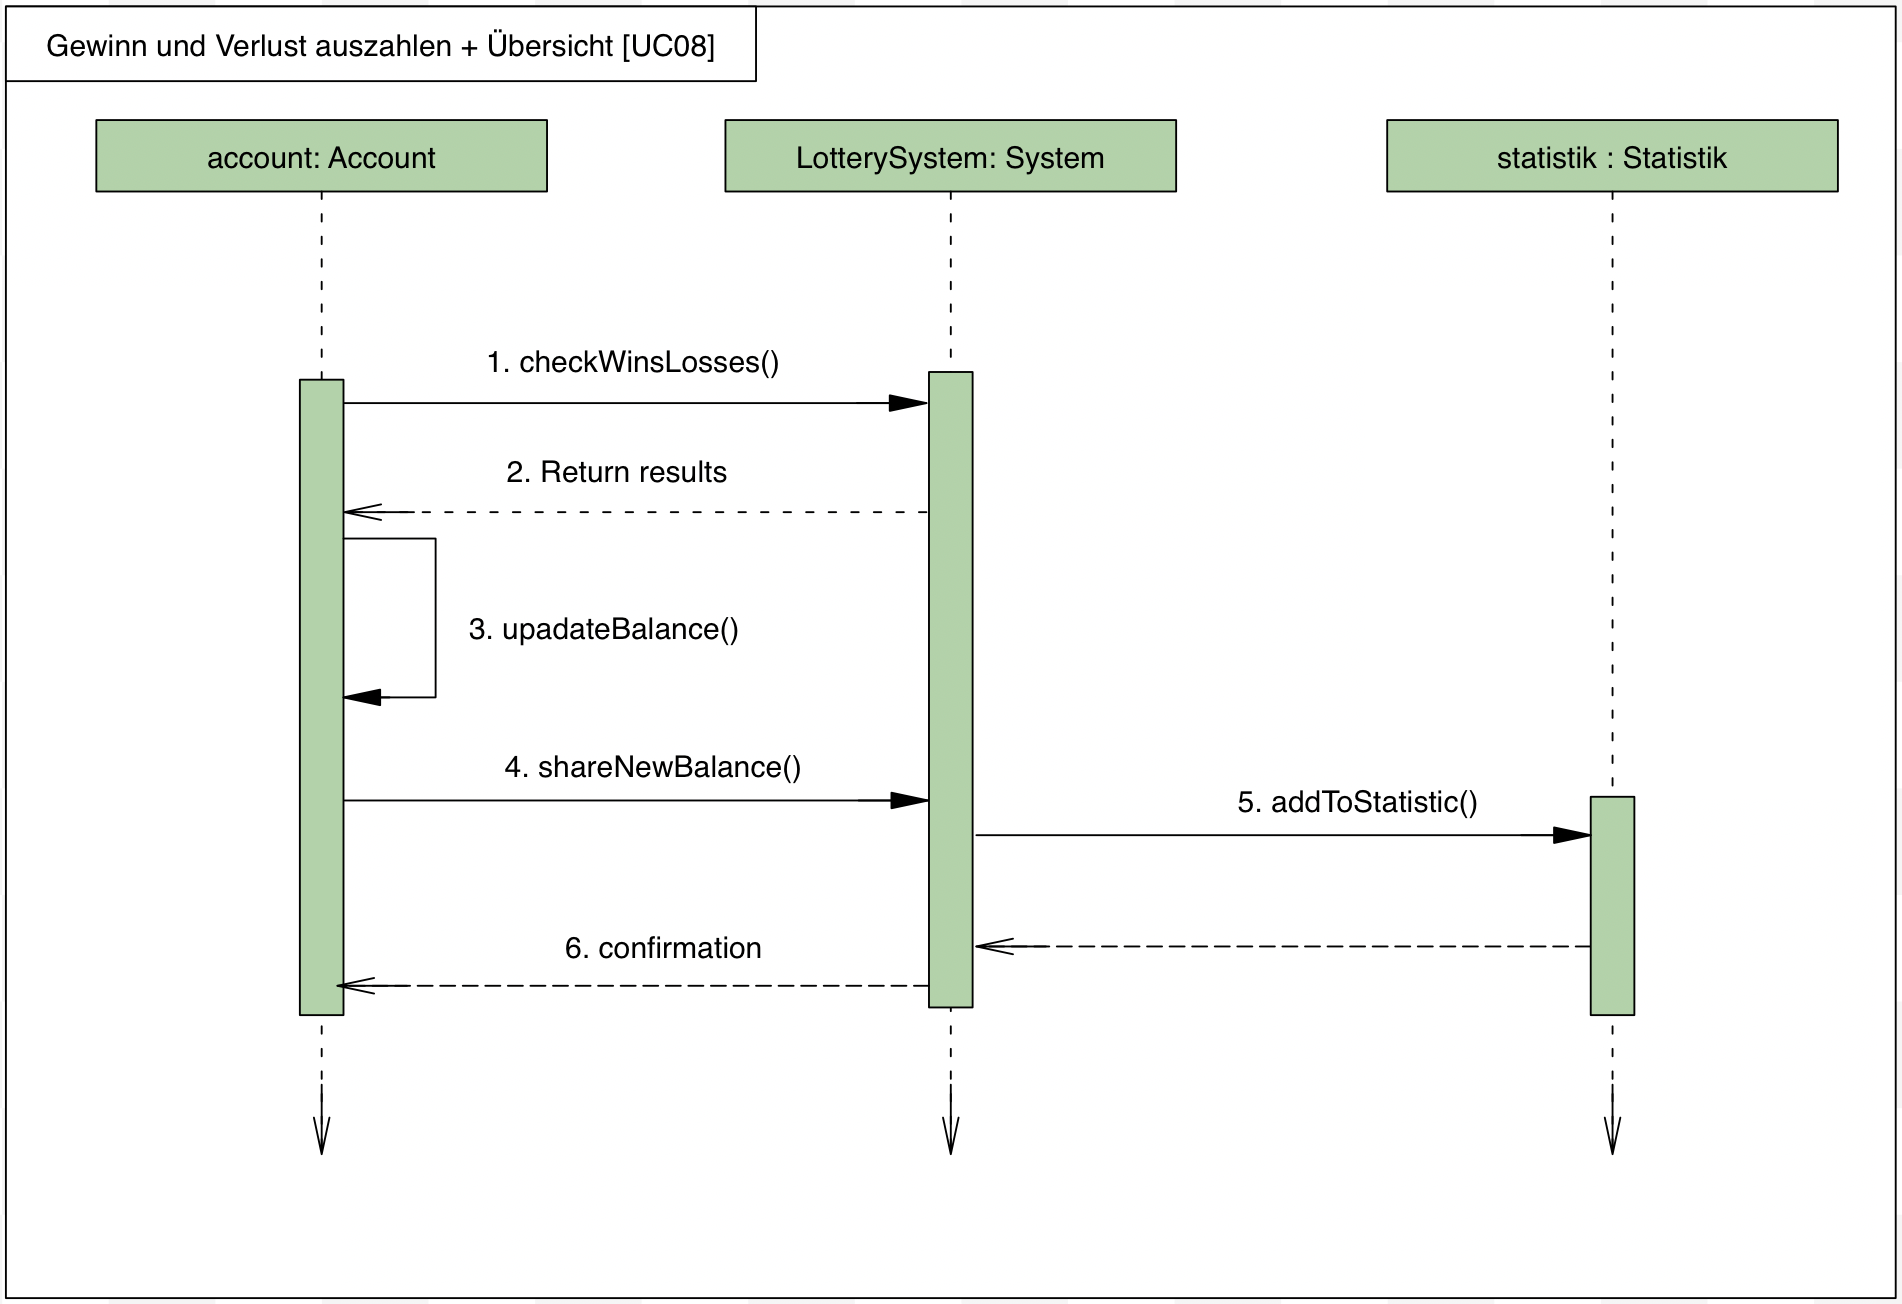 Gewinn und Verlust auszahlen + Übersicht [UC08]
account: Account
LotterySystem: System
statistik : Statistik
1. checkWinsLosses()
2. Return results
3. upadateBalance()
4. shareNewBalance()
5. addToStatistic()
6. confirmation